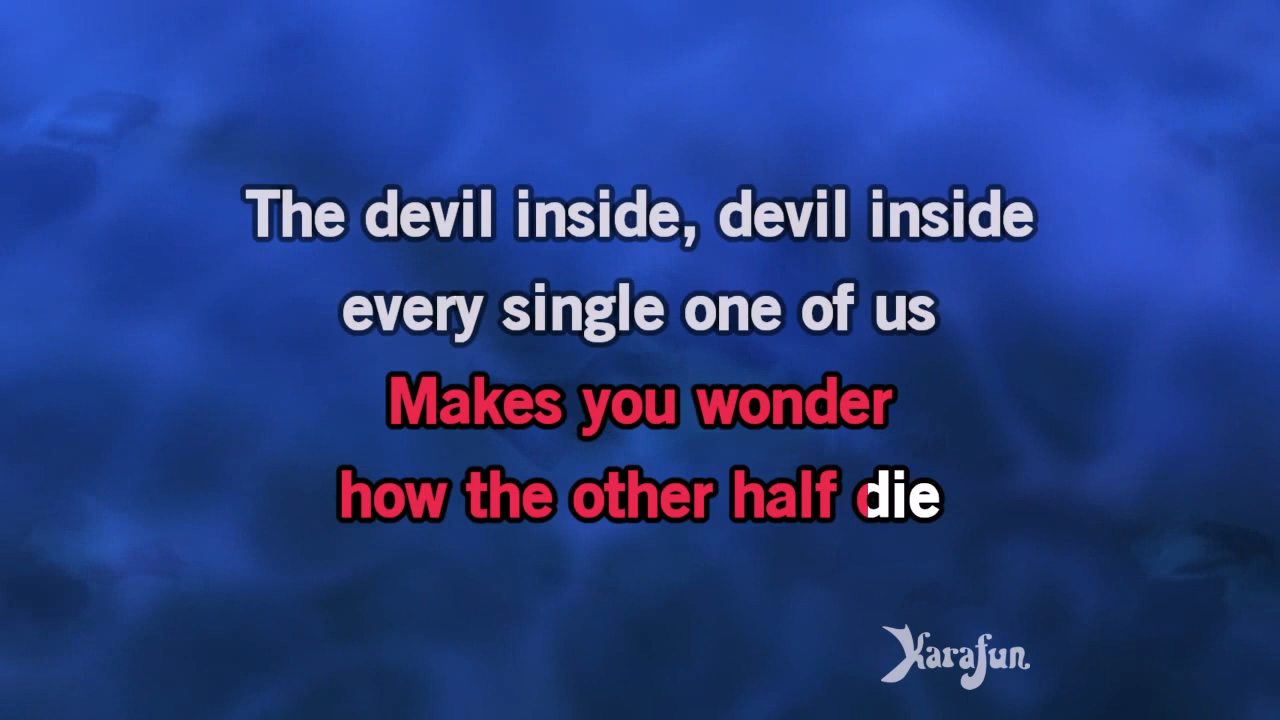 The devil inside, devil inside
every single one of us
Makes you wonder
how the other half die
Karafun